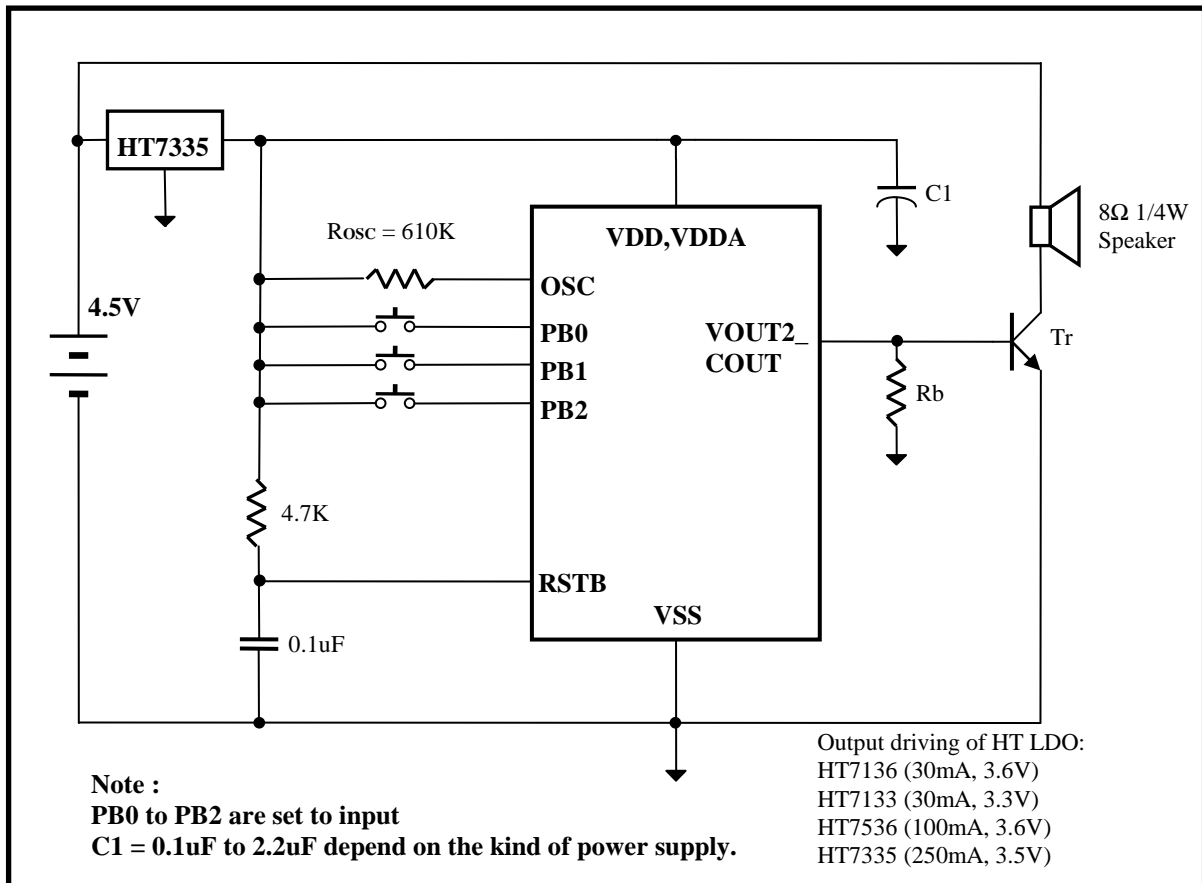 HT7335
C1
8Ω 1/4W
Speaker
Rosc = 610K
VDD,VDDA
OSC
4.5V
PB0
VOUT2_
COUT
Tr
PB1
PB2
Rb
4.7K
RSTB
VSS
0.1uF
Note :
PB0 to PB2 are set to input
C1 = 0.1uF to 2.2uF depend on the kind of power supply.
Output driving of HT LDO:
HT7136 (30mA, 3.6V)
HT7133 (30mA, 3.3V)
HT7536 (100mA, 3.6V)
HT7335 (250mA, 3.5V)